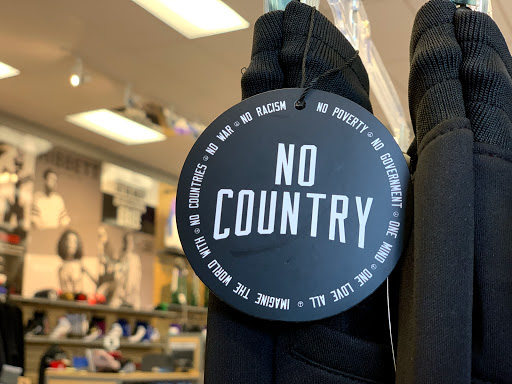 NO
COUNTRY
IMAGINE THE WORLD WITH ☮ NO COUNTRIES ☮ NO WAR ☮ NO RACISM ☮ NO POVERTY ☮ NO GOVERNMENT ☮ ONE MIND ☮ ONE LOVE ALL ☮